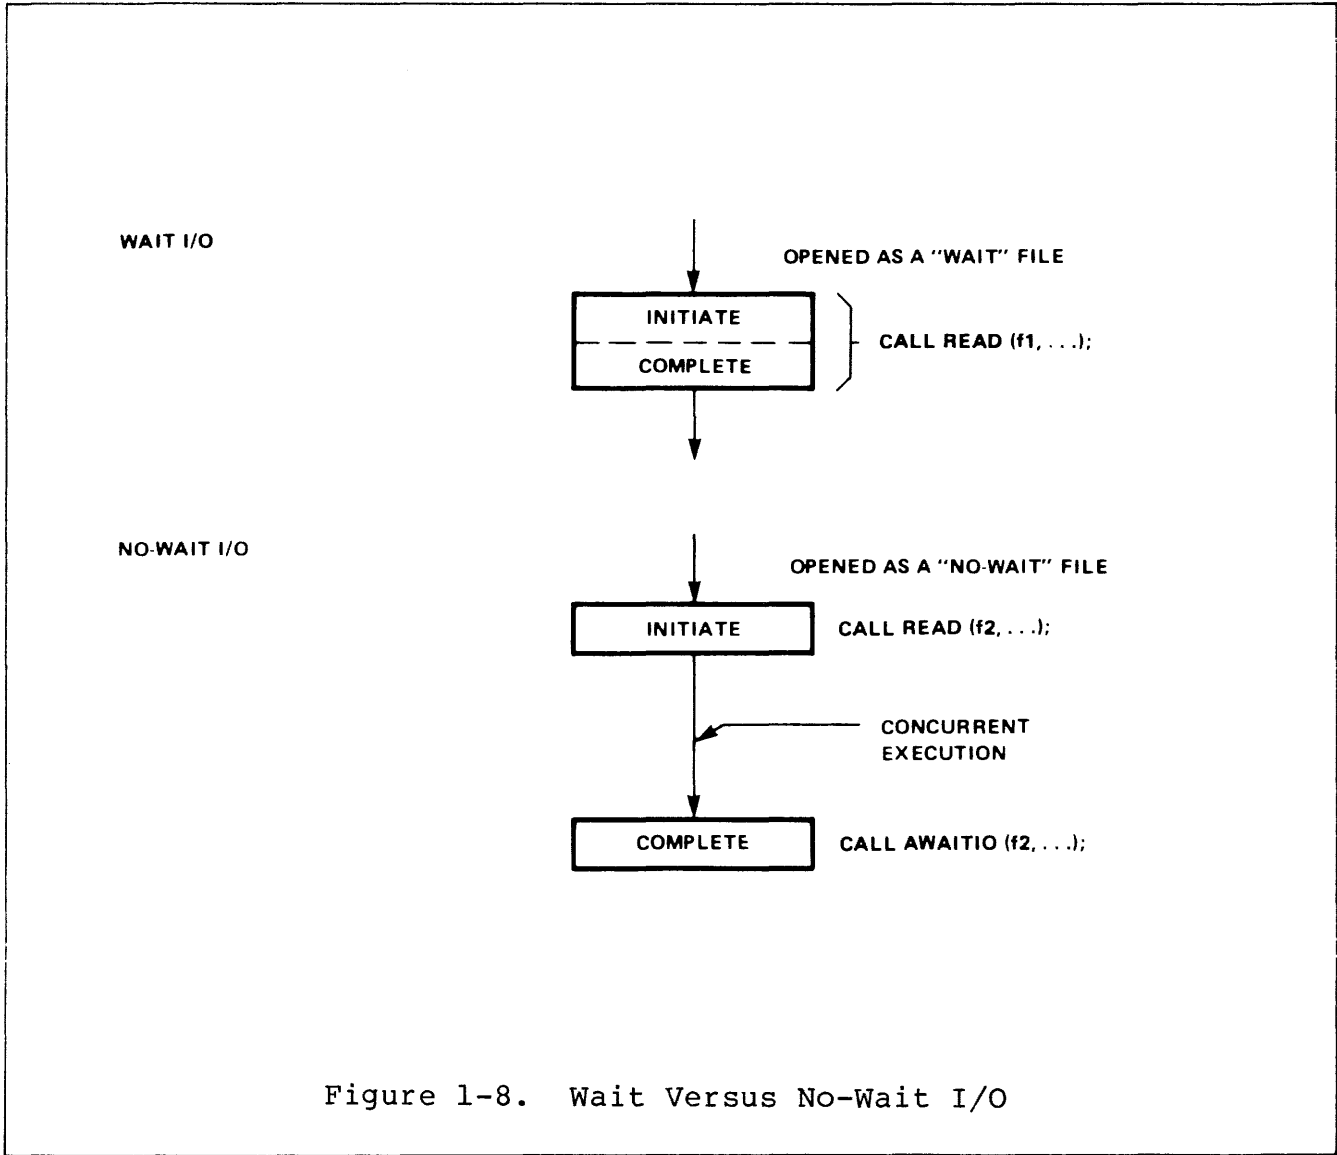 WAIT I/O
OPENED AS A "WAIT" FILE
INITIATE
COMPLETE
CALL READ (f1, . . .);
NO-WAIT I/O
OPENED AS A "NO-WAIT" FILE
INITIATE
CALL READ (f2, . . .);
CONCURRENT
EXECUTION
COMPLETE
CALL AWAITIO (f2, . . .);
Figure 1-8. Wait Versus No-Wait I/O